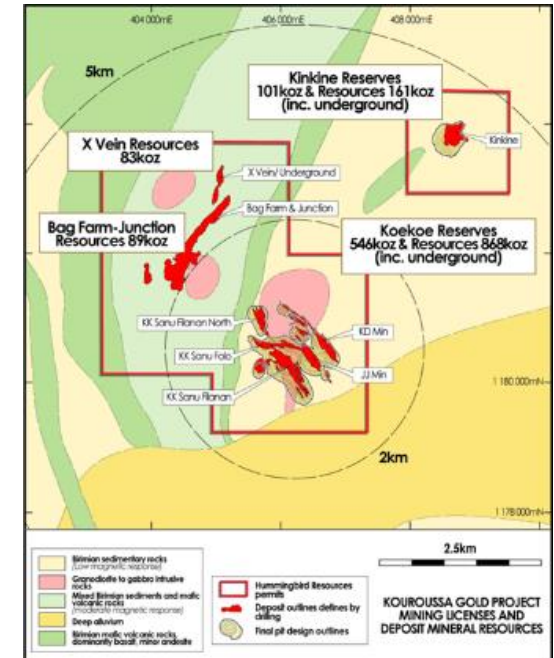 404 000mE
406 000mE
408 000mE
5km
Kinkine Reserves
101koz & Resources 161koz
(inc. underground)
Kinkine
X Vein Resources
83koz
X Vein/ Underground
Bag Farm & Junction
Bag Farm-Junction
Resources 89koz
Koekoe Reserves
546koz & Resources 868koz
(inc. underground)
KK Sanu Filanan North
KD Min
KK Sanu Folo
JJ Min
KK Sanu Filanan
1 180 000mN
2km
1 178 000mN
Birimian sedimentary rocks
(Low magnetic response)
Granodiorite to gabbro intrusive
rocks
Mixed Birimian sediments and mafic
volcanic rocks
(moderate magnetic response)
Deep alluvium
Birimian mafic volcanic rocks,
dominantly basalt, minor andesite
Hummingbird Resources
permits
Deposit outlines defines by
drilling
Final pit design outlines
2.5km
KOUROUSSA GOLD PROJECT
MINING LICENSES AND
DEPOSIT MINERAL RESOURCES